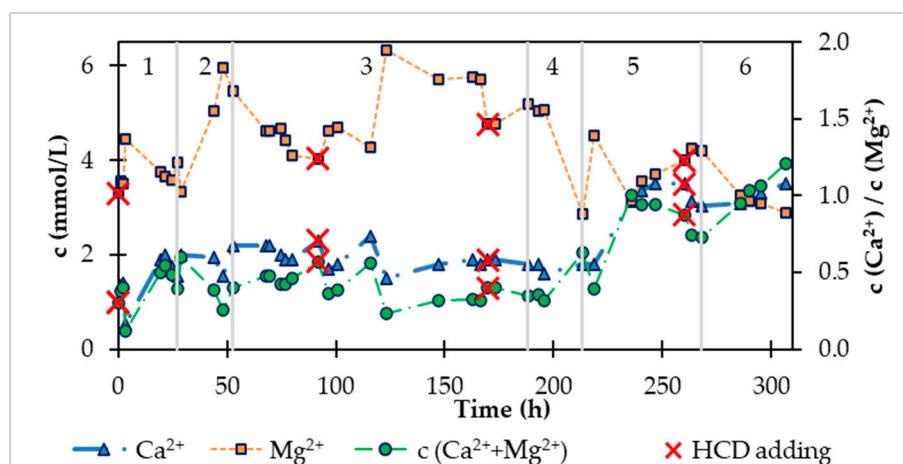 1 2 3 4 5 6
6 4 2 0
c (mmol/L)
2.0 1.5 1.0 0.5 0.0
c (Ca²⁺) / c (Mg²⁺)
0 50 100 150 200 250 300
Time (h)
Ca²⁺ Mg²⁺ c (Ca²⁺+Mg²⁺) HCD adding